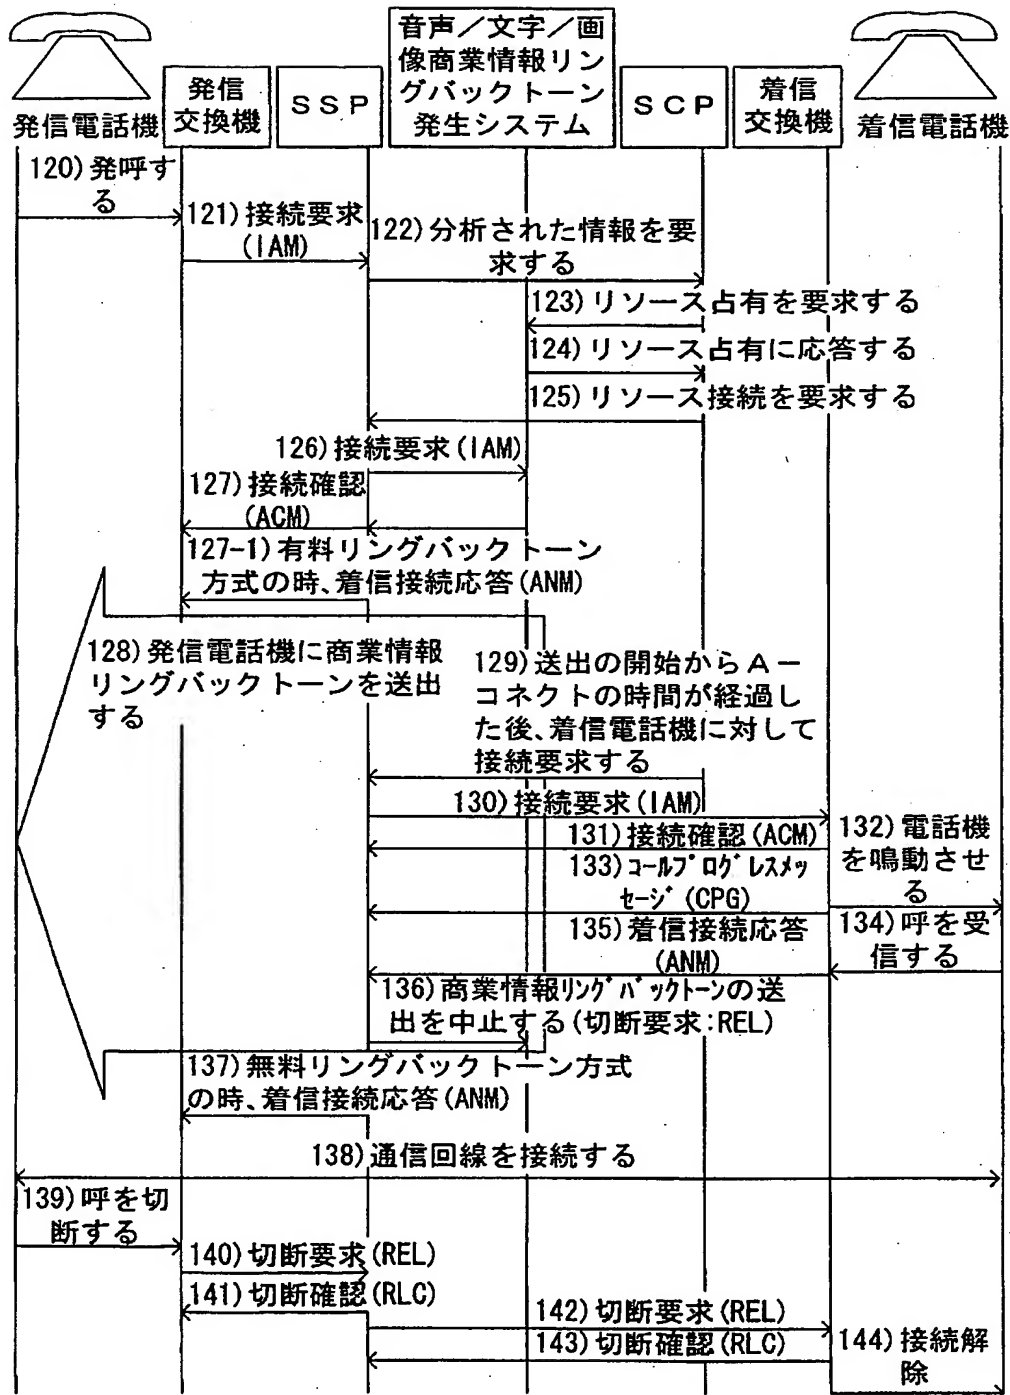 発信電話機
発信
交換機
SSP
音声/文字/画
像商業情報リン
グバックトーン
発生システム
SCP
着信
交換機
着信電話機
120)発呼す
る
121)接続要求
(IAM)
122)分析された情報を要
求する
123)リソース占有を要求する
124)リソース占有に応答する
125)リソース接続を要求する
126)接続要求(IAM)
127)接続確認
(ACM)
127-1)有料リングバックトーン
方式の時、着信接続応答(ANM)
128)発信電話機に商業情報
リングバックトーンを送出
する
129)送出の開始からA-
コネクトの時間が経過し
た後、着信電話機に対して
接続要求する
130)接続要求(IAM)
131)接続確認(ACM)
132)電話機
を鳴動させ
る
133)コールプログレスメッ
セージ(CPG)
134)呼を受
信する
135)着信接続応答
(ANM)
136)商業情報リングバックトーンの送
出を中止する(切断要求:REL)
137)無料リングバックトーン方式
の時、着信接続応答(ANM)
138)通信回線を接続する
139)呼を切
断する
140)切断要求(REL)
141)切断確認(RLC)
142)切断要求(REL)
143)切断確認(RLC)
144)接続解
除